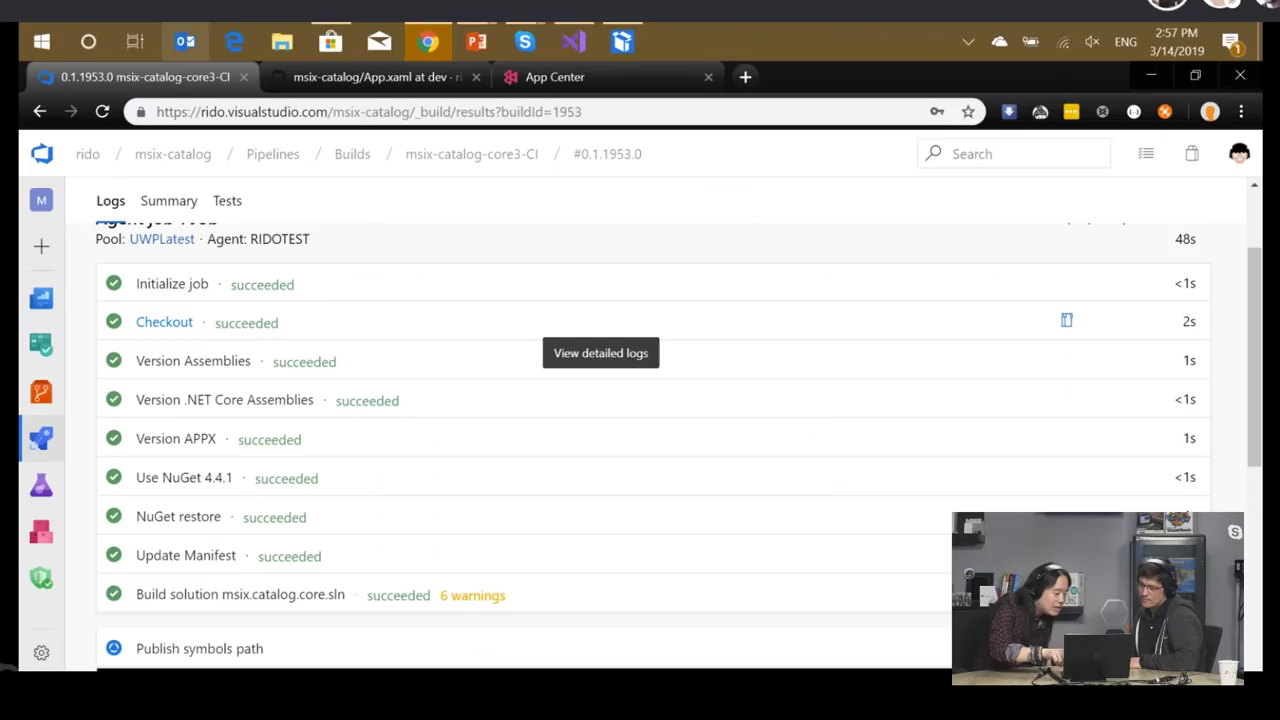 2:57 PM
ENG
3/14/2019
1
0.1.1953.0 msix-catalog-core3-CI
msix-catalog/App.xaml at dev · ri
App Center
https://rido.visualstudio.com/msix-catalog/_build/results?buildId=1953
rido / msix-catalog / Pipelines / Builds / msix-catalog-core3-CI / #0.1.1953.0
Search
M
Logs Summary Tests
Pool: UWPLatest · Agent: RIDOTEST
48s
Initialize job · succeeded <1s
Checkout · succeeded 2s
View detailed logs
Version Assemblies · succeeded 1s
Version .NET Core Assemblies · succeeded <1s
Version APPX · succeeded 1s
Use NuGet 4.4.1 · succeeded <1s
NuGet restore · succeeded
Update Manifest · succeeded
Build solution msix.catalog.core.sln · succeeded 6 warnings
Publish symbols path